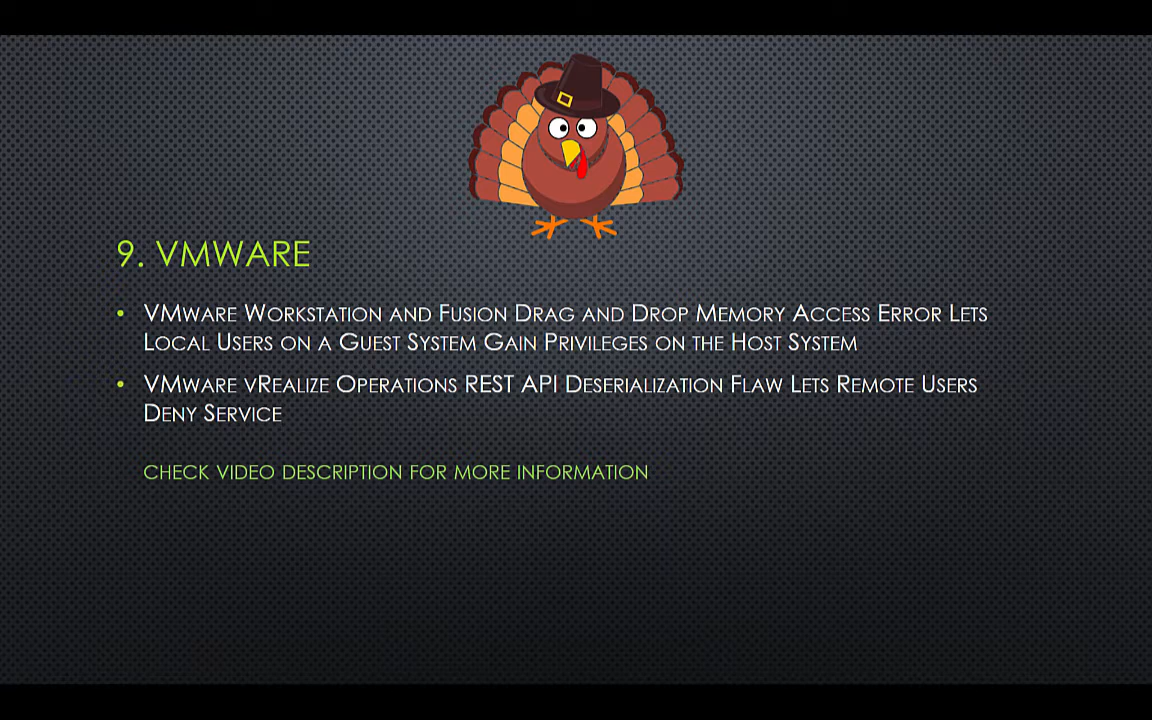 9. VMWARE
• VMWARE WORKSTATION AND FUSION DRAG AND DROP MEMORY ACCESS ERROR LETS
LOCAL USERS ON A GUEST SYSTEM GAIN PRIVILEGES ON THE HOST SYSTEM
• VMWARE VREALIZE OPERATIONS REST API DESERIALIZATION FLAW LETS REMOTE USERS
DENY SERVICE
CHECK VIDEO DESCRIPTION FOR MORE INFORMATION